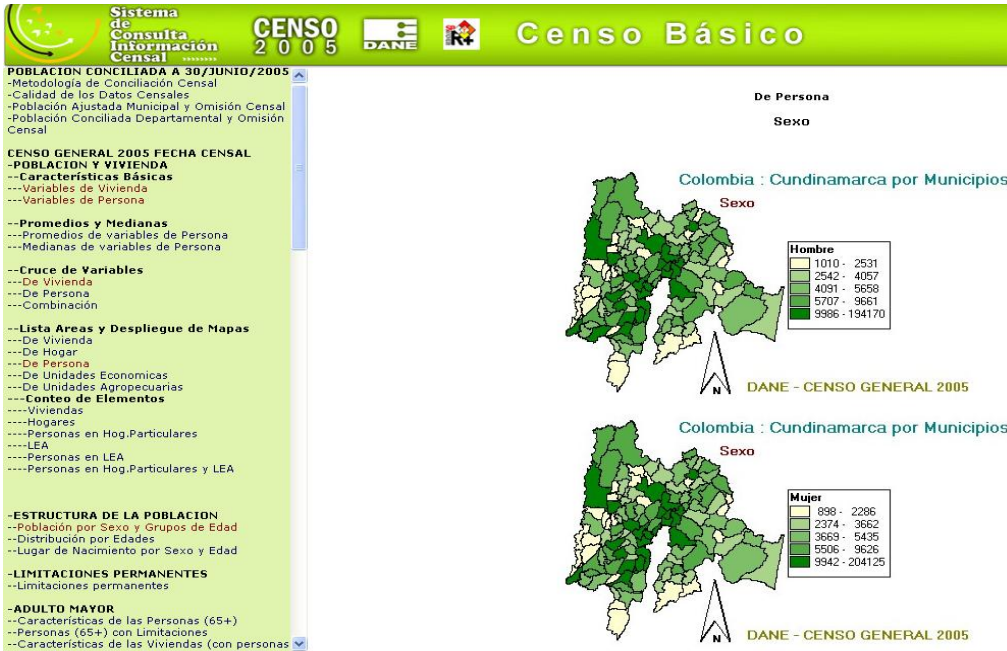 Sistema
de
Consulta
Información
Censal
CENSO
2005
DANE
R+
Censo Básico
POBLACION CONCILIADA A 30/JUNIO/2005
-Metodología de Conciliación Censal
-Calidad de los Datos Censales
-Población Ajustada Municipal y Omisión Censal
-Población Conciliada Departamental y Omisión
Censal
CENSO GENERAL 2005 FECHA CENSAL
-POBLACION Y VIVIENDA
--Características Básicas
---Variables de Vivienda
---Variables de Persona
--Promedios y Medianas
---Promedios de variables de Persona
---Medianas de variables de Persona
--Cruce de Variables
---De Vivienda
---De Persona
---Combinación
--Lista Areas y Despliegue de Mapas
---De Vivienda
---De Hogar
---De Persona
---De Unidades Economicas
---De Unidades Agropecuarias
---Conteo de Elementos
----Viviendas
----Hogares
----Personas en Hog.Particulares
----LEA
----Personas en LEA
----Personas en Hog.Particulares y LEA
-ESTRUCTURA DE LA POBLACION
--Población por Sexo y Grupos de Edad
--Distribución por Edades
--Lugar de Nacimiento por Sexo y Edad
-LIMITACIONES PERMANENTES
--Limitaciones permanentes
-ADULTO MAYOR
--Características de las Personas (65+)
--Personas (65+) con Limitaciones
--Características de las Viviendas (con personas
De Persona
Sexo
Colombia : Cundinamarca por Municipios
Sexo
Hombre
1010 - 2531
2542 - 4057
4091 - 5658
5707 - 9661
9986 - 194170
N
DANE - CENSO GENERAL 2005
Colombia : Cundinamarca por Municipios
Sexo
Mujer
898 - 2286
2374 - 3662
3669 - 5435
5506 - 9626
9942 - 204125
N
DANE - CENSO GENERAL 2005